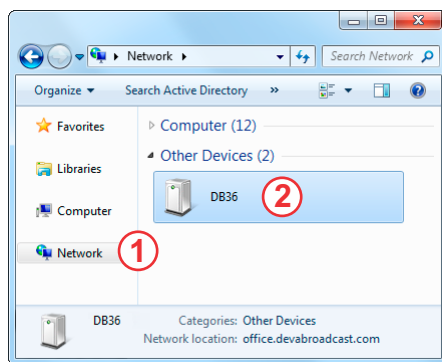 Network
Search Network
Organize
Search Active Directory
»
Favorites
Computer (12)
Other Devices (2)
Libraries
DB36
2
Computer
Network
1
DB36
Categories: Other Devices
Network location: office.devabroadcast.com